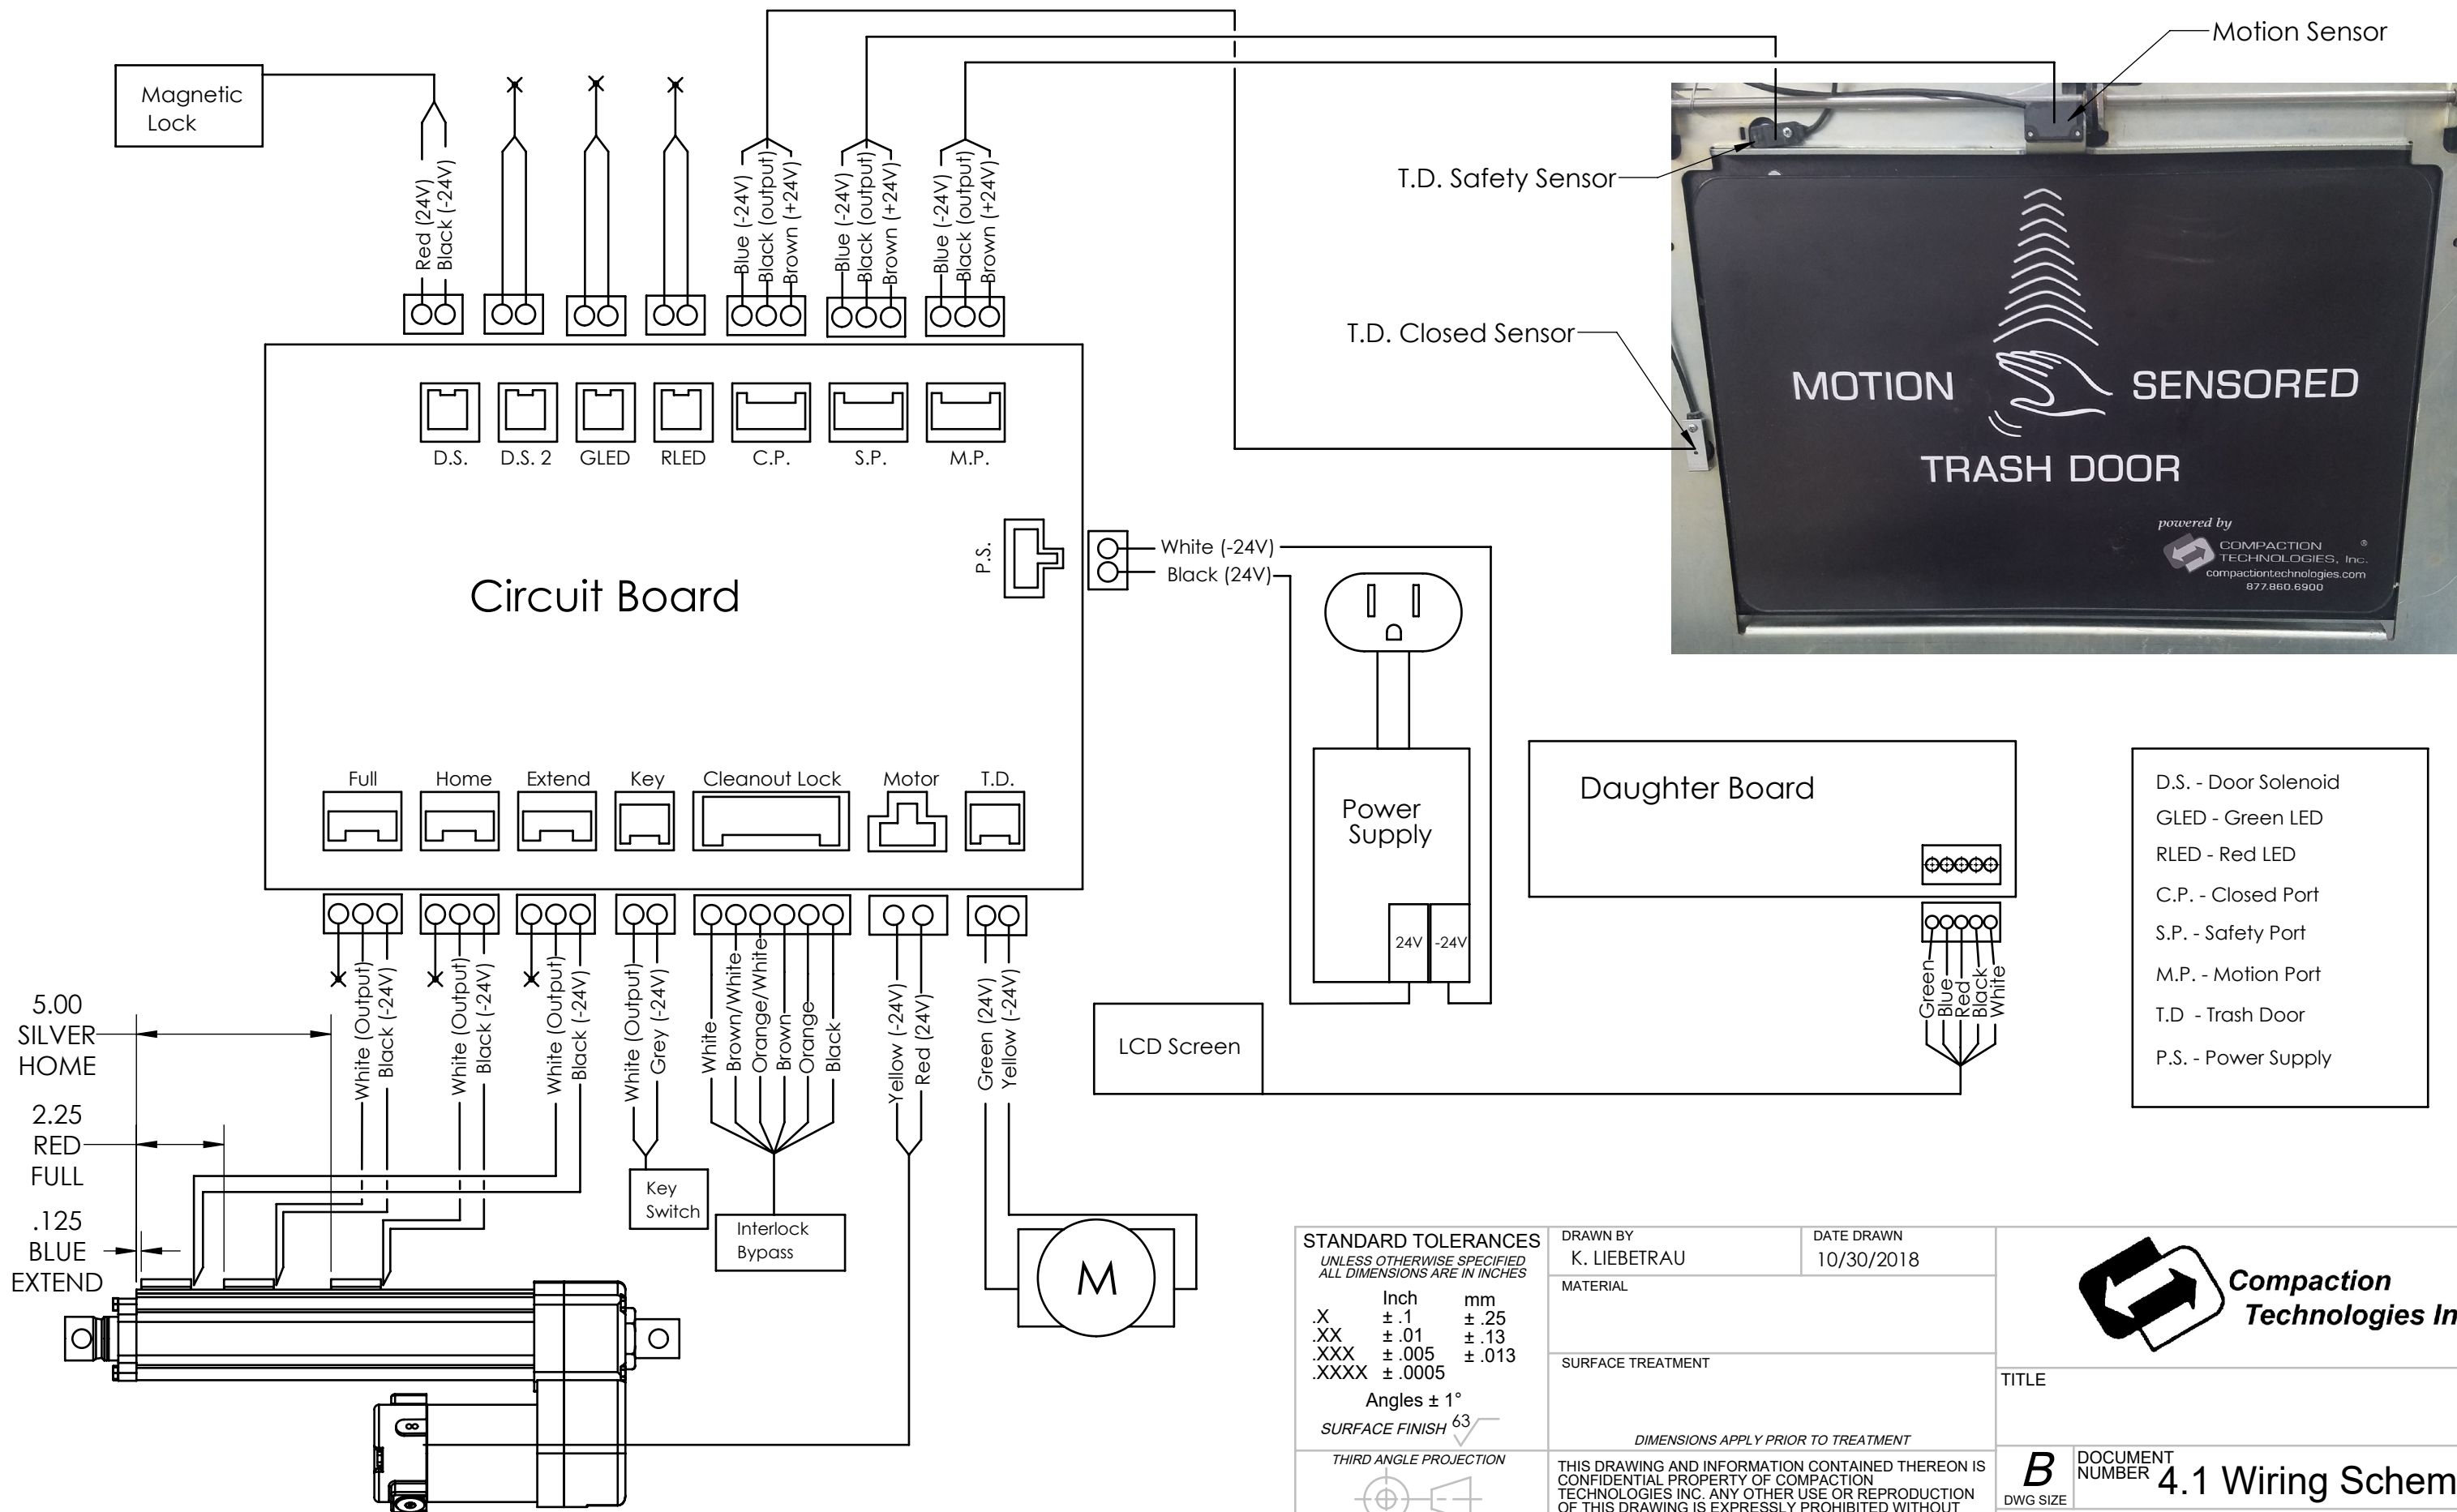 Motion Sensor
Magnetic
Lock
T.D. Safety Sensor
Red (24V)
Black (-24V)
Blue (-24V)
Black (output)
Brown (+24V)
Blue (-24V)
Black (output)
Brown (+24V)
Blue (-24V)
Black (output)
Brown (+24V)
T.D. Closed Sensor
MOTION SENSORED
TRASH DOOR
powered by
COMPACTION ®
TECHNOLOGIES, Inc.
compactiontechnologies.com
877.860.6900
D.S. D.S. 2 GLED RLED C.P. S.P. M.P.
P.S.
White (-24V)
Black (24V)
Circuit Board
Full Home Extend Key Cleanout Lock Motor T.D.
Power
Supply
24V -24V
Daughter Board
D.S. - Door Solenoid
GLED - Green LED
RLED - Red LED
C.P. - Closed Port
S.P. - Safety Port
M.P. - Motion Port
T.D - Trash Door
P.S. - Power Supply
White (Output)
Black (-24V)
White (Output)
Black (-24V)
White (Output)
Black (-24V)
White (Output)
Grey (-24V)
White
Brown/White
Orange/White
Brown
Orange
Black
Yellow (-24V)
Red (24V)
Green (24V)
Yellow (-24V)
Green
Blue
Red
Black
White
LCD Screen
5.00
SILVER
HOME
2.25
RED
FULL
.125
BLUE
EXTEND
Key
Switch
Interlock
Bypass
M
STANDARD TOLERANCES
UNLESS OTHERWISE SPECIFIED
ALL DIMENSIONS ARE IN INCHES
Inch mm
.X ± .1 ± .25
.XX ± .01 ± .13
.XXX ± .005 ± .013
.XXXX ± .0005
Angles ± 1°
SURFACE FINISH 63
THIRD ANGLE PROJECTION
DRAWN BY
K. LIEBETRAU
DATE DRAWN
10/30/2018
MATERIAL
SURFACE TREATMENT
DIMENSIONS APPLY PRIOR TO TREATMENT
THIS DRAWING AND INFORMATION CONTAINED THEREON IS
CONFIDENTIAL PROPERTY OF COMPACTION
TECHNOLOGIES INC. ANY OTHER USE OR REPRODUCTION
OF THIS DRAWING IS EXPRESSLY PROHIBITED WITHOUT
Compaction
Technologies In
TITLE
B
DWG SIZE
DOCUMENT
NUMBER 4.1 Wiring Schem